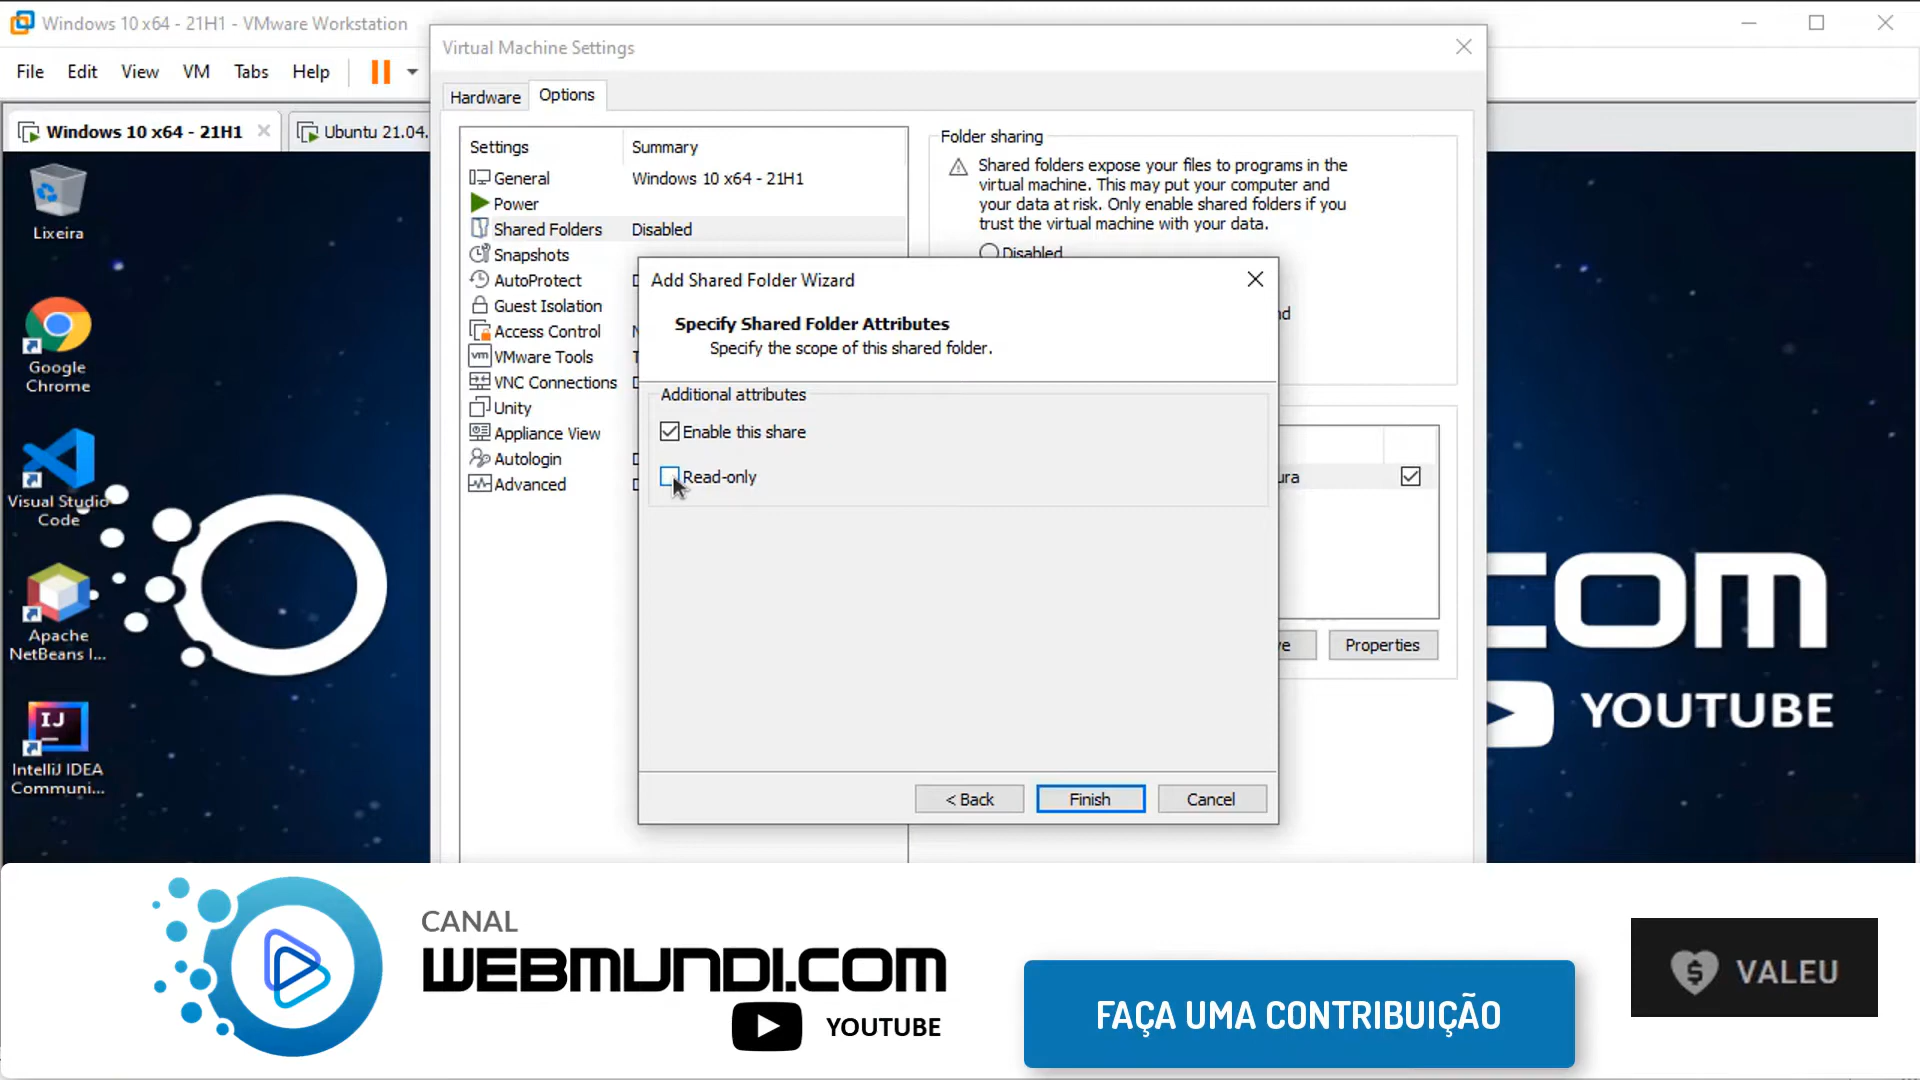 Windows 10 x64 - 21H1 - VMware Workstation
File Edit View VM Tabs Help
Windows 10 x64 - 21H1
Ubuntu 21.04.
Lixeira
Google
Chrome
Visual Studio
Code
Apache
NetBeans I...
IJ
IntelliJ IDEA
Communi...
Virtual Machine Settings
Hardware Options
Settings Summary
General Windows 10 x64 - 21H1
Power
Shared Folders Disabled
Snapshots
AutoProtect
Guest Isolation
Access Control
vm VMware Tools
VNC Connections
Unity
Appliance View
Autologin
Advanced
Folder sharing
Shared folders expose your files to programs in the
virtual machine. This may put your computer and
your data at risk. Only enable shared folders if you
trust the virtual machine with your data.
Disabled
Add Shared Folder Wizard
Specify Shared Folder Attributes
Specify the scope of this shared folder.
Additional attributes
Enable this share
Read-only
< Back Finish Cancel
Properties
COM
YOUTUBE
CANAL
WEBMUNDI.COM
YOUTUBE
FAÇA UMA CONTRIBUIÇÃO
$ VALEU